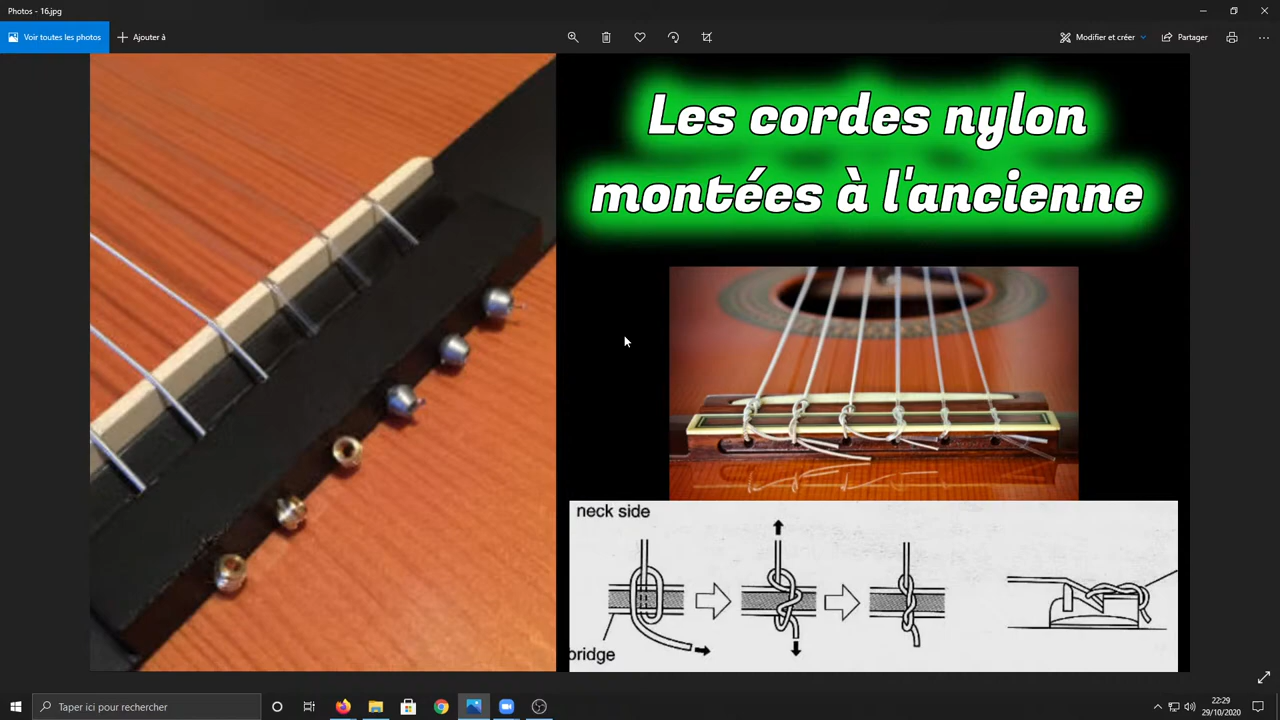 Photos - 16.jpg
Voir toutes les photos
Ajouter à
Modifier et créer
Partager
Les cordes nylon
montées à l'ancienne
neck side
bridge
Taper ici pour rechercher
22:29
29/10/2020